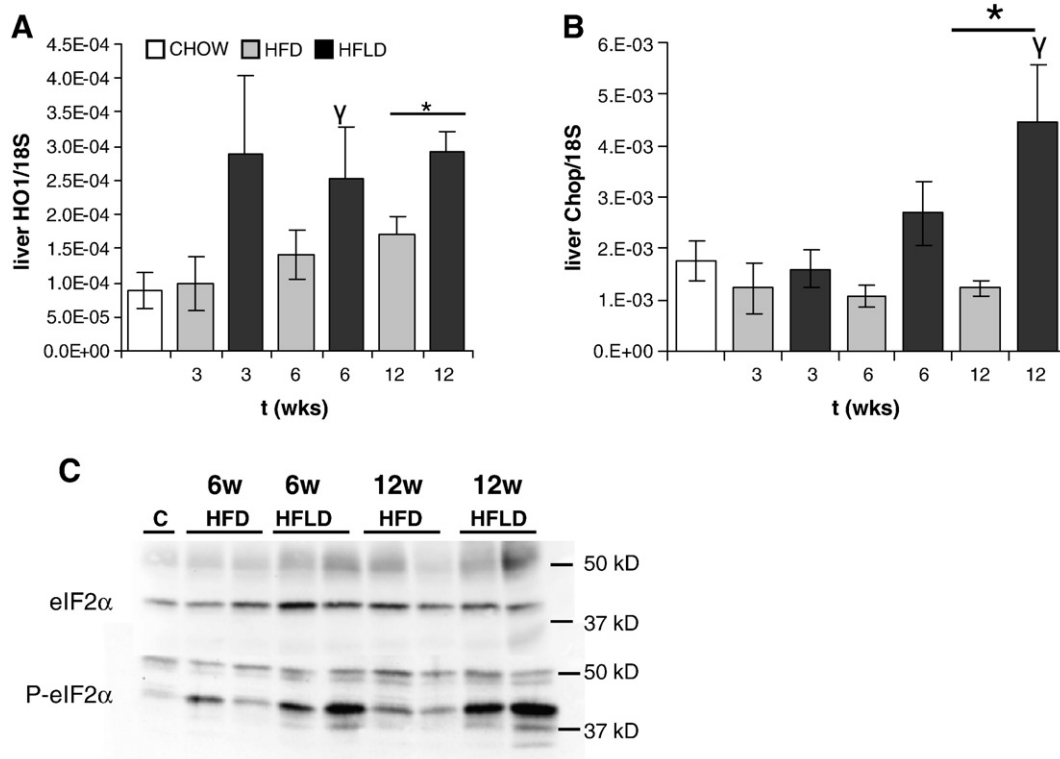 A
4.5E-04
4.0E-04
3.5E-04
3.0E-04
2.5E-04
2.0E-04
1.5E-04
1.0E-04
5.0E-05
0.0E+00
liver HO1/18S
CHOW HFD HFLD
γ
*
3 3 6 6 12 12
t (wks)
B
6.E-03
5.E-03
4.E-03
3.E-03
2.E-03
1.E-03
0.E+00
liver Chop/18S
*
γ
3 3 6 6 12 12
t (wks)
C
6w 6w 12w 12w
C HFD HFLD HFD HFLD
50 kD
eIF2α
37 kD
50 kD
P-eIF2α
37 kD